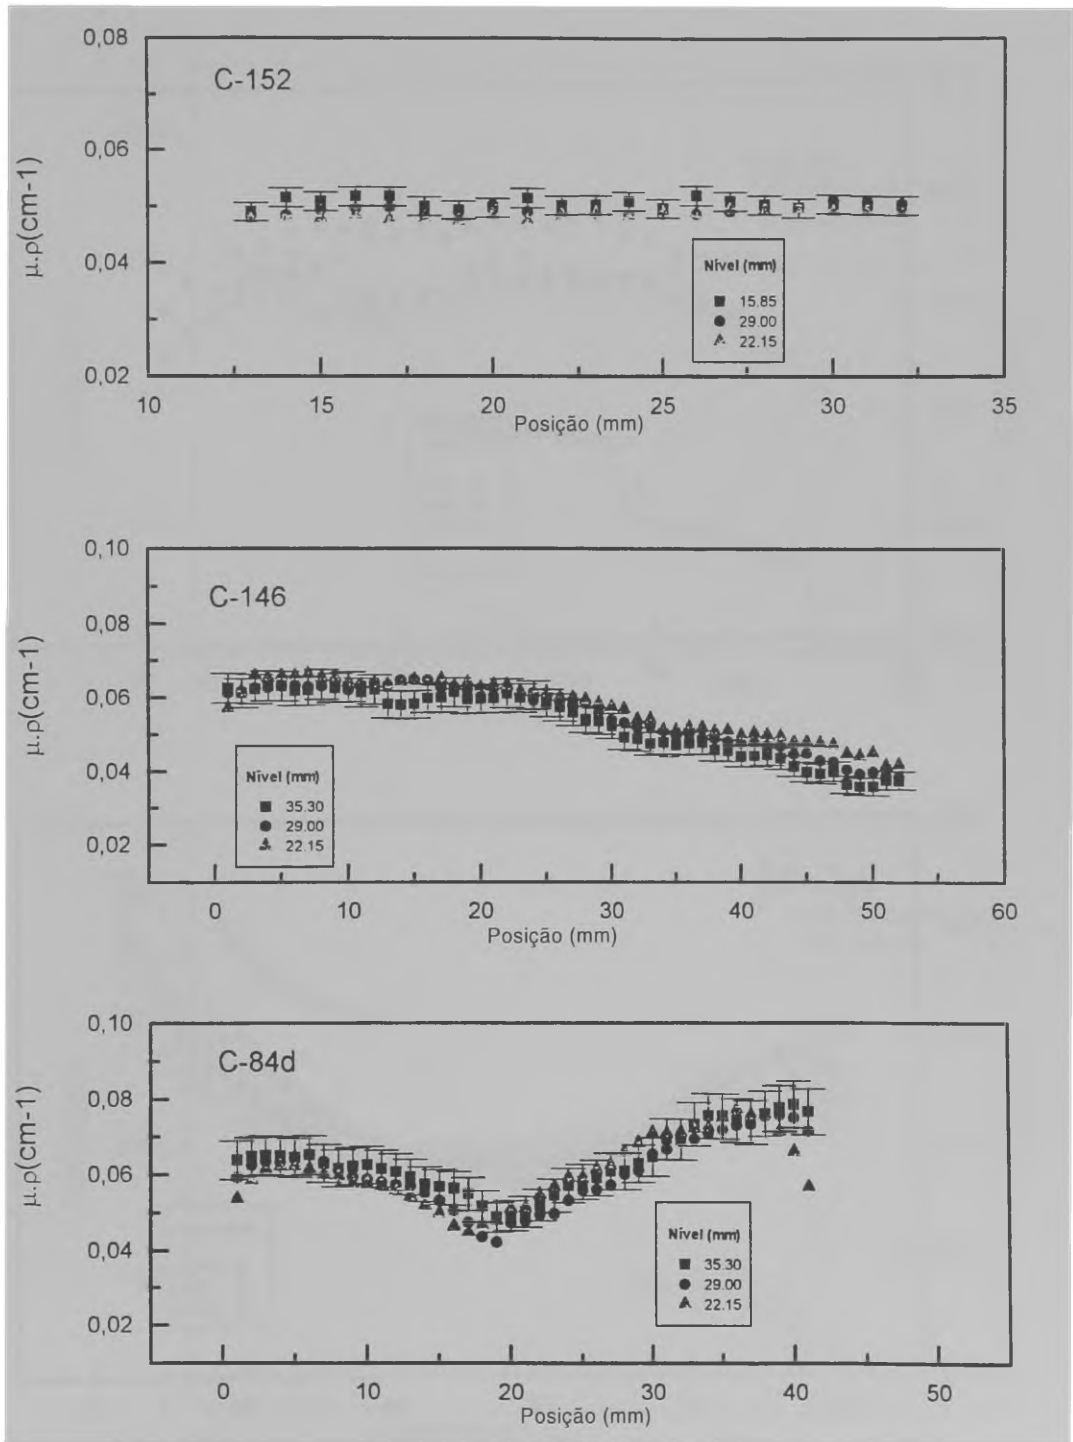 0,08
C-152
0,06
μ.ρ(cm-1)
0,04
Nível (mm)
15.85
29.00
22.15
0,02
10 15 20 25 30 35
Posição (mm)
0,10
C-146
0,08
μ.ρ(cm-1)
0,06
0,04
Nível (mm)
35.30
29.00
22.15
0,02
0 10 20 30 40 50 60
Posição (mm)
0,10
C-84d
0,08
μ.ρ(cm-1)
0,06
0,04
Nível (mm)
35.30
29.00
22.15
0,02
0 10 20 30 40 50
Posição (mm)